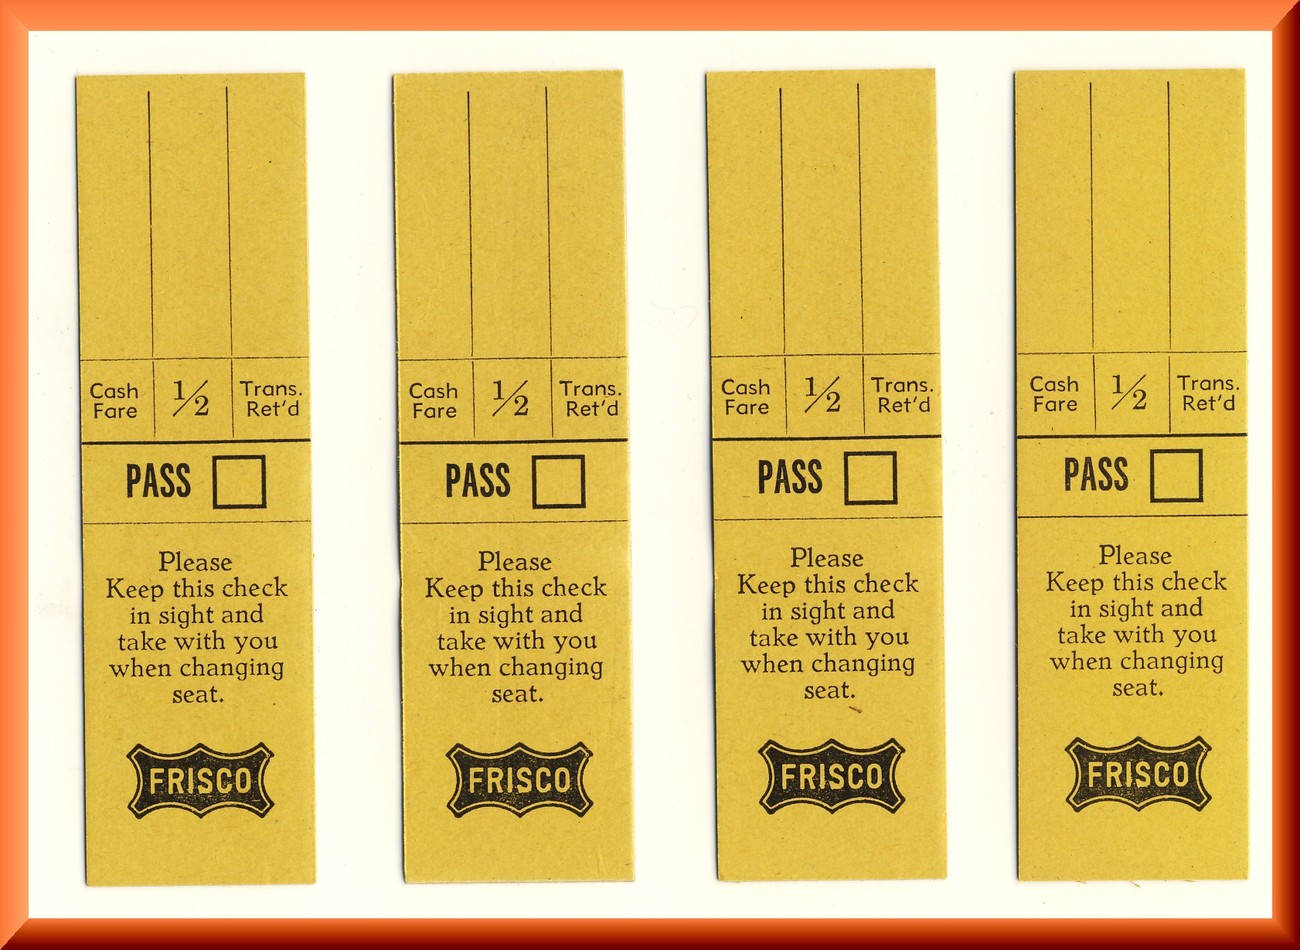 Cash Fare
1/2
Trans. Ret'd
PASS
Please
Keep this check
in sight and
take with you
when changing
seat.
FRISCO
Cash Fare
1/2
Trans. Ret'd
PASS
Please
Keep this check
in sight and
take with you
when changing
seat.
FRISCO
Cash Fare
1/2
Trans. Ret'd
PASS
Please
Keep this check
in sight and
take with you
when changing
seat.
FRISCO
Cash Fare
1/2
Trans. Ret'd
PASS
Please
Keep this check
in sight and
take with you
when changing
seat.
FRISCO